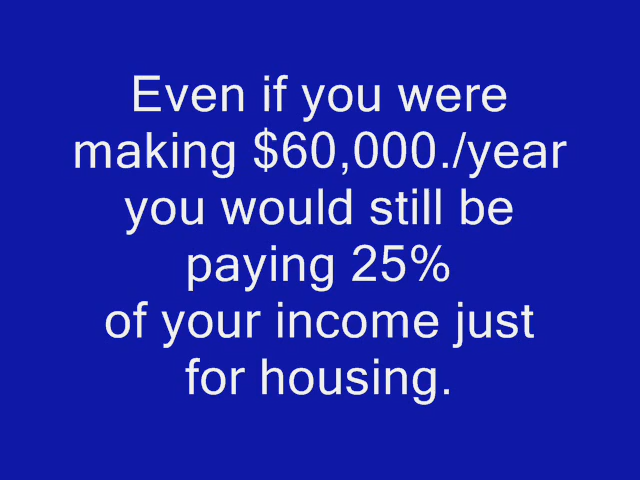 Even if you were
making $60,000./year
you would still be
paying 25%
of your income just
for housing.